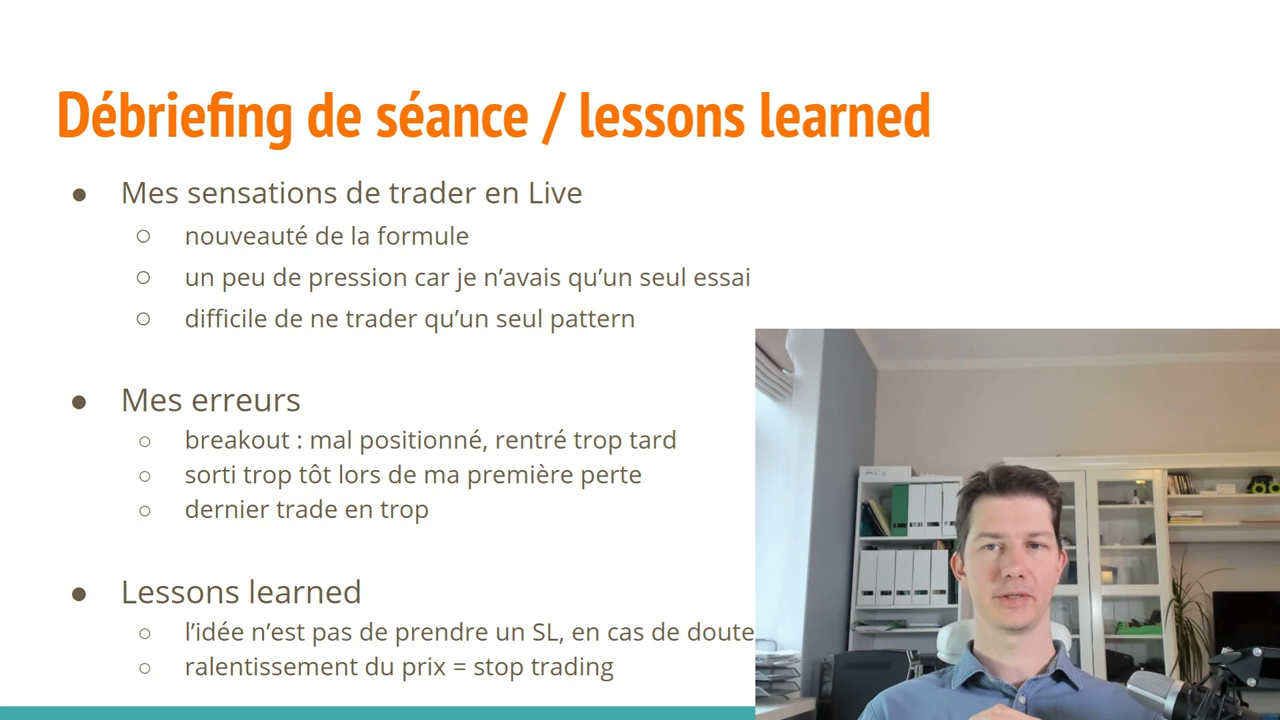 Débriefing de séance / lessons learned
● Mes sensations de trader en Live
○ nouveauté de la formule
○ un peu de pression car je n’avais qu’un seul essai
○ difficile de ne trader qu’un seul pattern
● Mes erreurs
○ breakout : mal positionné, rentré trop tard
○ sorti trop tôt lors de ma première perte
○ dernier trade en trop
● Lessons learned
○ l’idée n’est pas de prendre un SL, en cas de doute
○ ralentissement du prix = stop trading